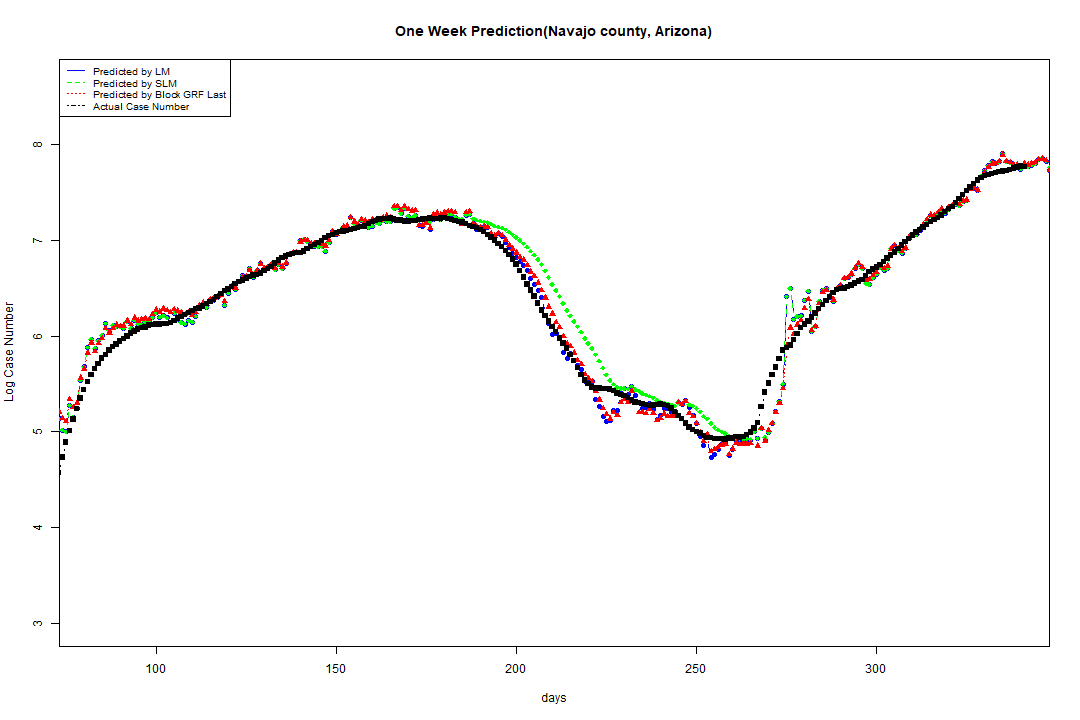 One Week Prediction(Navajo county, Arizona)
Predicted by LM
Predicted by SLM
Predicted by Block GRF Last
Actual Case Number
8
7
6
5
4
3
Log Case Number
100 150 200 250 300
days